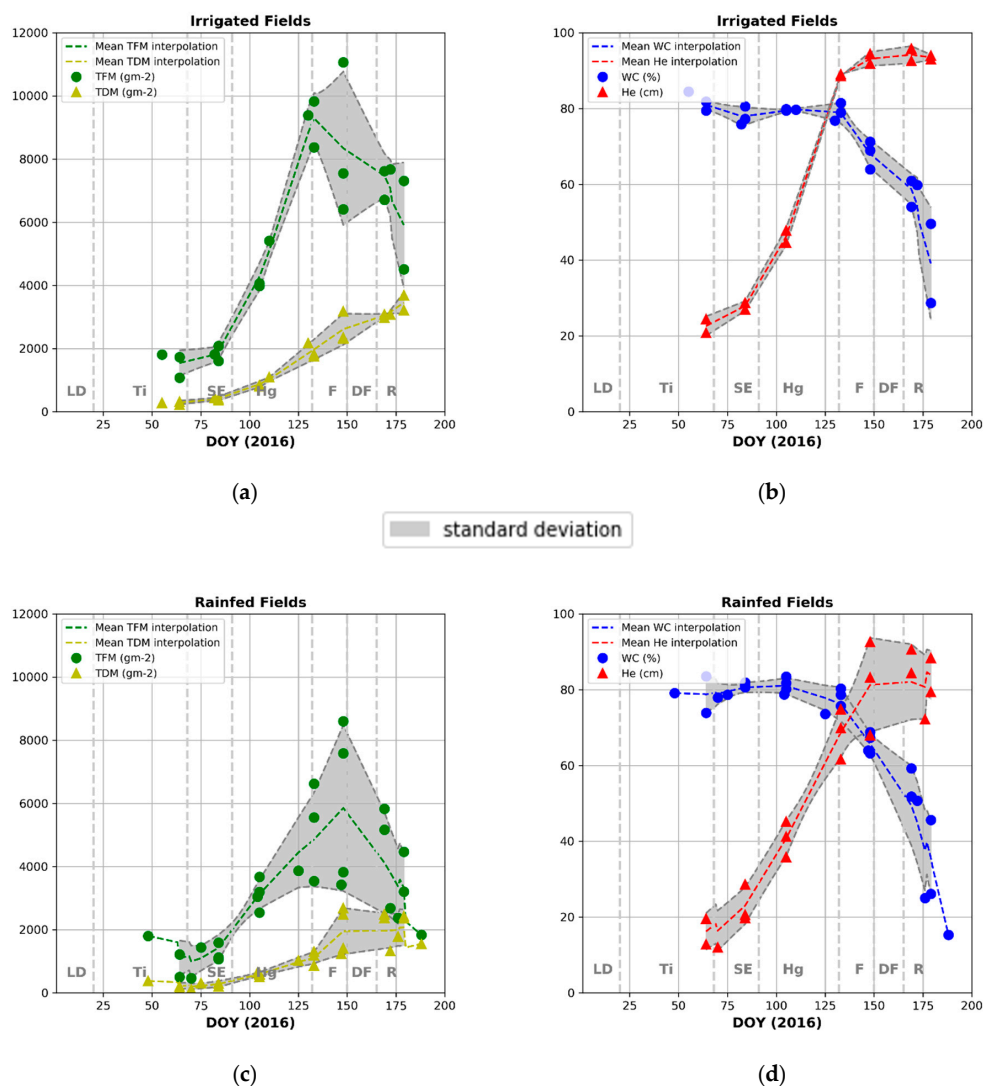 Irrigated Fields
12000
10000
8000
6000
4000
2000
0
Mean TFM interpolation
Mean TDM interpolation
TFM (gm-2)
TDM (gm-2)
LD Ti SE Hg F DF R
25 50 75 100 125 150 175 200
DOY (2016)
(a)
Irrigated Fields
100
80
60
40
20
0
Mean WC interpolation
Mean He interpolation
WC (%)
He (cm)
LD Ti SE Hg F DF R
25 50 75 100 125 150 175 200
DOY (2016)
(b)
standard deviation
Rainfed Fields
12000
10000
8000
6000
4000
2000
0
Mean TFM interpolation
Mean TDM interpolation
TFM (gm-2)
TDM (gm-2)
LD Ti SE Hg F DF R
25 50 75 100 125 150 175 200
DOY (2016)
(c)
Rainfed Fields
100
80
60
40
20
0
Mean WC interpolation
Mean He interpolation
WC (%)
He (cm)
LD Ti SE Hg F DF R
25 50 75 100 125 150 175 200
DOY (2016)
(d)